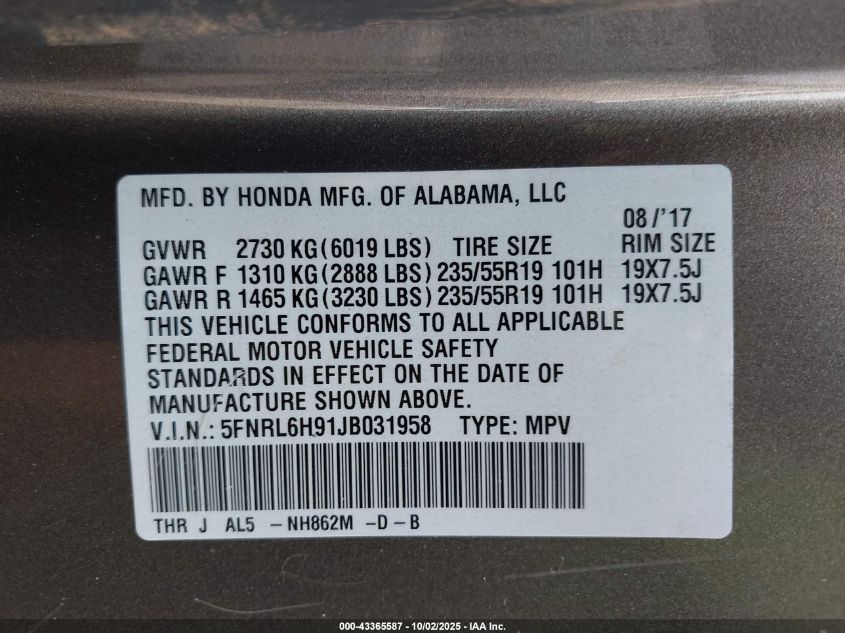 MFD. BY HONDA MFG. OF ALABAMA, LLC
08/'17
GVWR 2730 KG(6019 LBS) TIRE SIZE RIM SIZE
GAWR F 1310 KG(2888 LBS) 235/55R19 101H 19X7.5J
GAWR R 1465 KG(3230 LBS) 235/55R19 101H 19X7.5J
THIS VEHICLE CONFORMS TO ALL APPLICABLE
FEDERAL MOTOR VEHICLE SAFETY
STANDARDS IN EFFECT ON THE DATE OF
MANUFACTURE SHOWN ABOVE.
V.I.N.: 5FNRL6H91JB031958 TYPE: MPV
THR J AL5 -NH862M -D-B
000-43365587 - 10/02/2025 - IAA Inc.